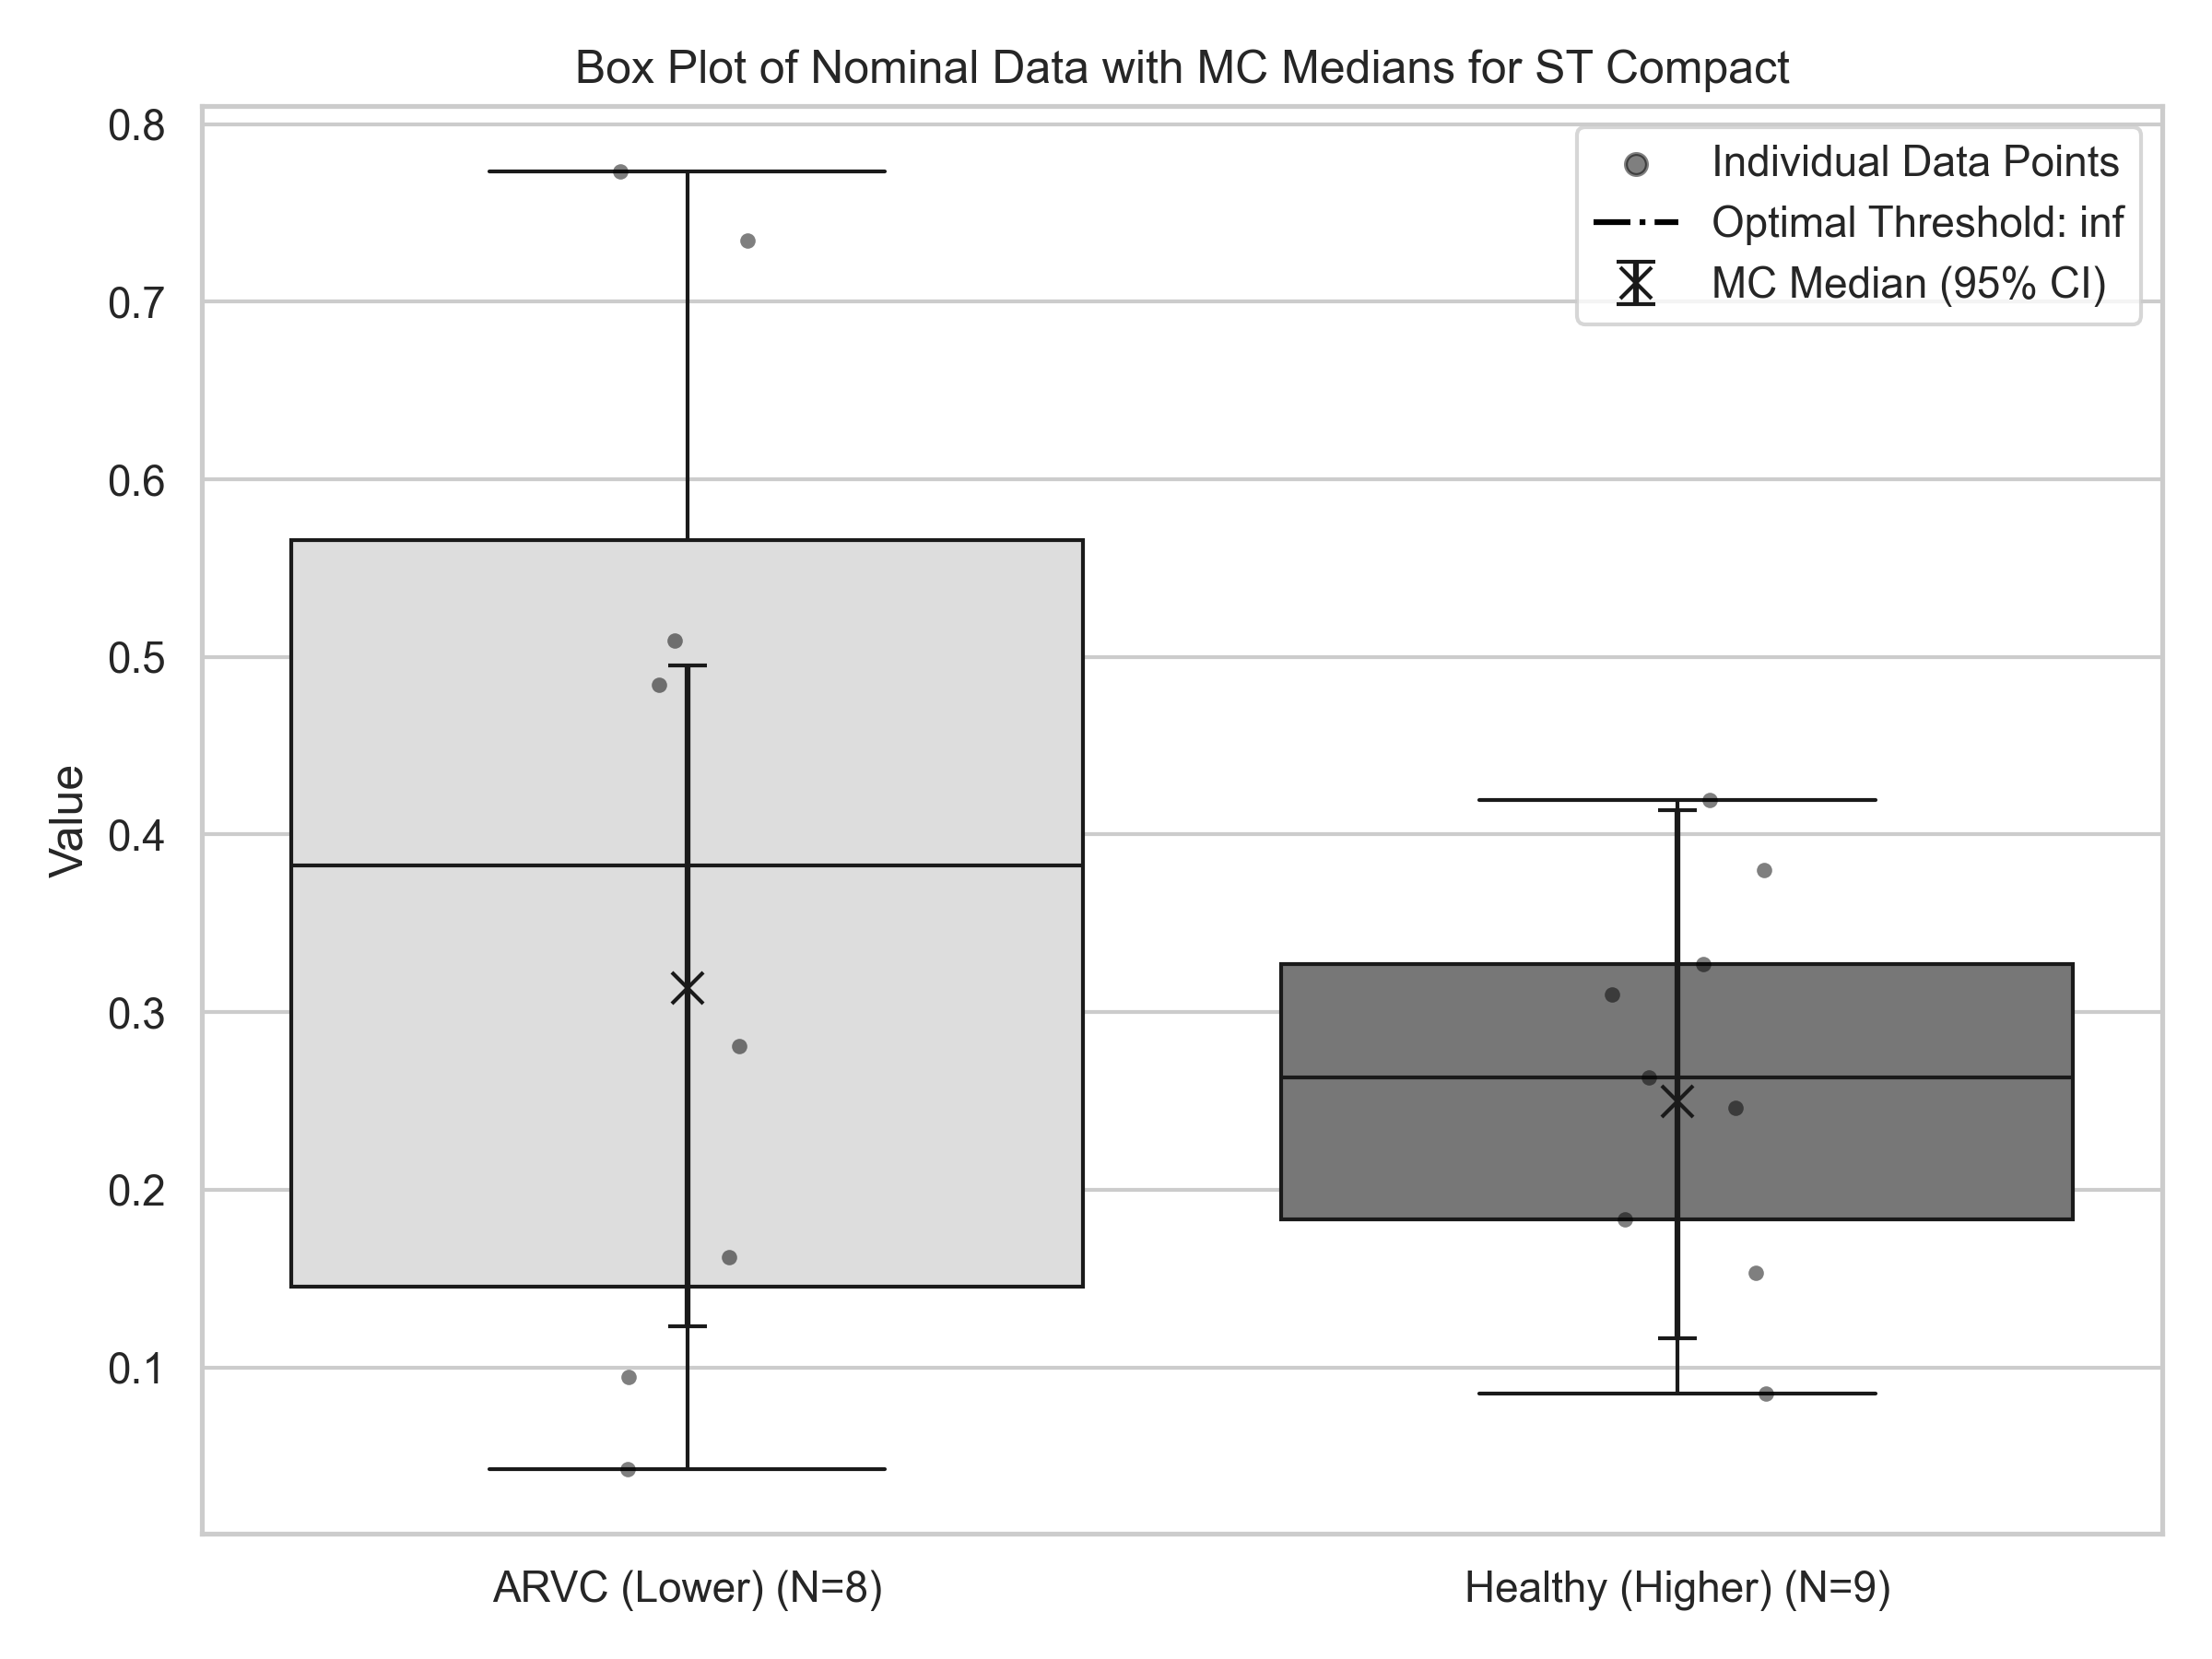 Box Plot of Nominal Data with MC Medians for ST Compact
0.8
0.7
0.6
0.5
0.4
0.3
0.2
0.1
Value
Individual Data Points
Optimal Threshold: inf
MC Median (95% CI)
ARVC (Lower) (N=8)
Healthy (Higher) (N=9)